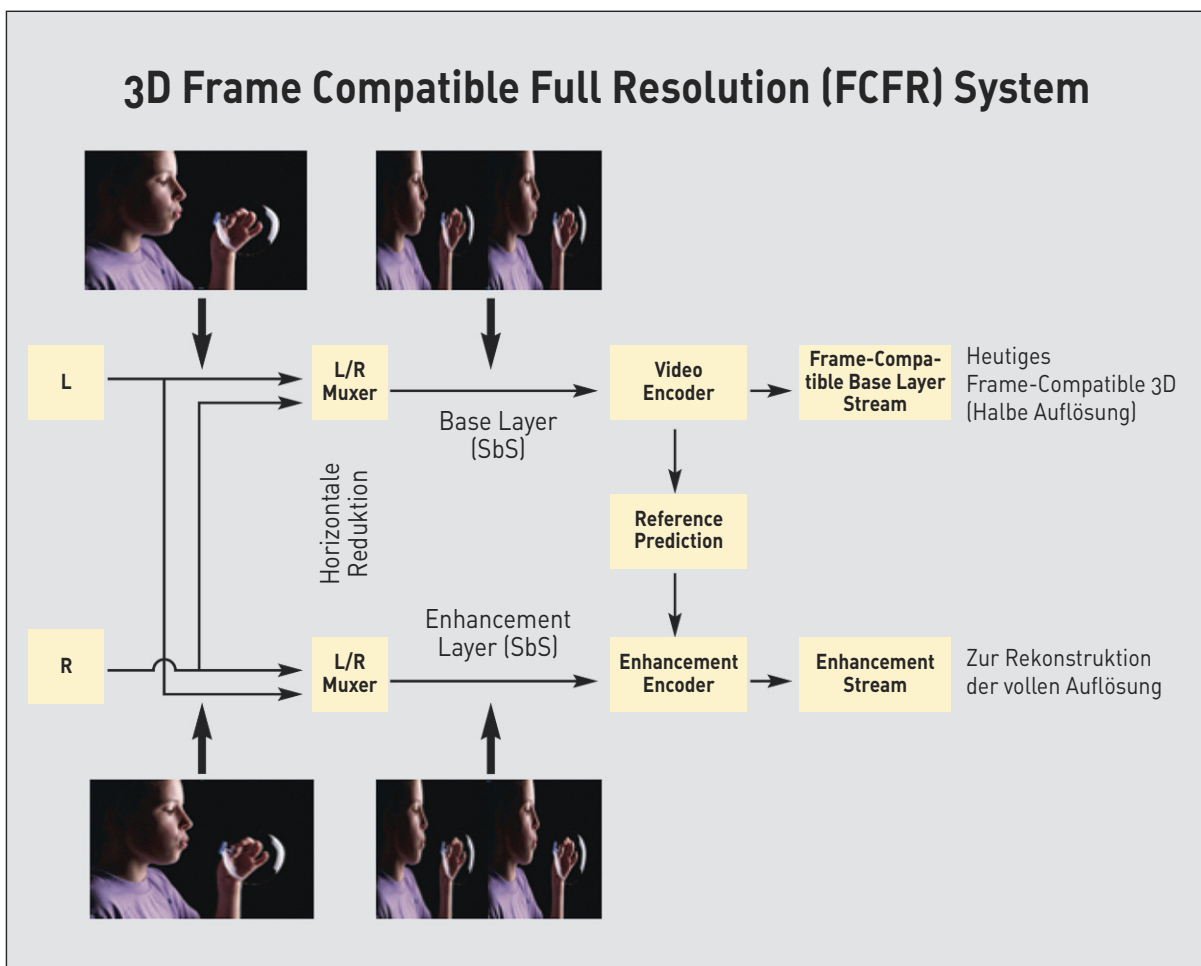 3D Frame Compatible Full Resolution (FCFR) System
L
L/R
Muxer
Base Layer
(SbS)
Video
Encoder
Frame-Compa-
tible Base Layer
Stream
Heutiges
Frame-Compatible 3D
(Halbe Auflösung)
Horizontale
Reduktion
Reference
Prediction
R
L/R
Muxer
Enhancement
Layer (SbS)
Enhancement
Encoder
Enhancement
Stream
Zur Rekonstruktion
der vollen Auflösung